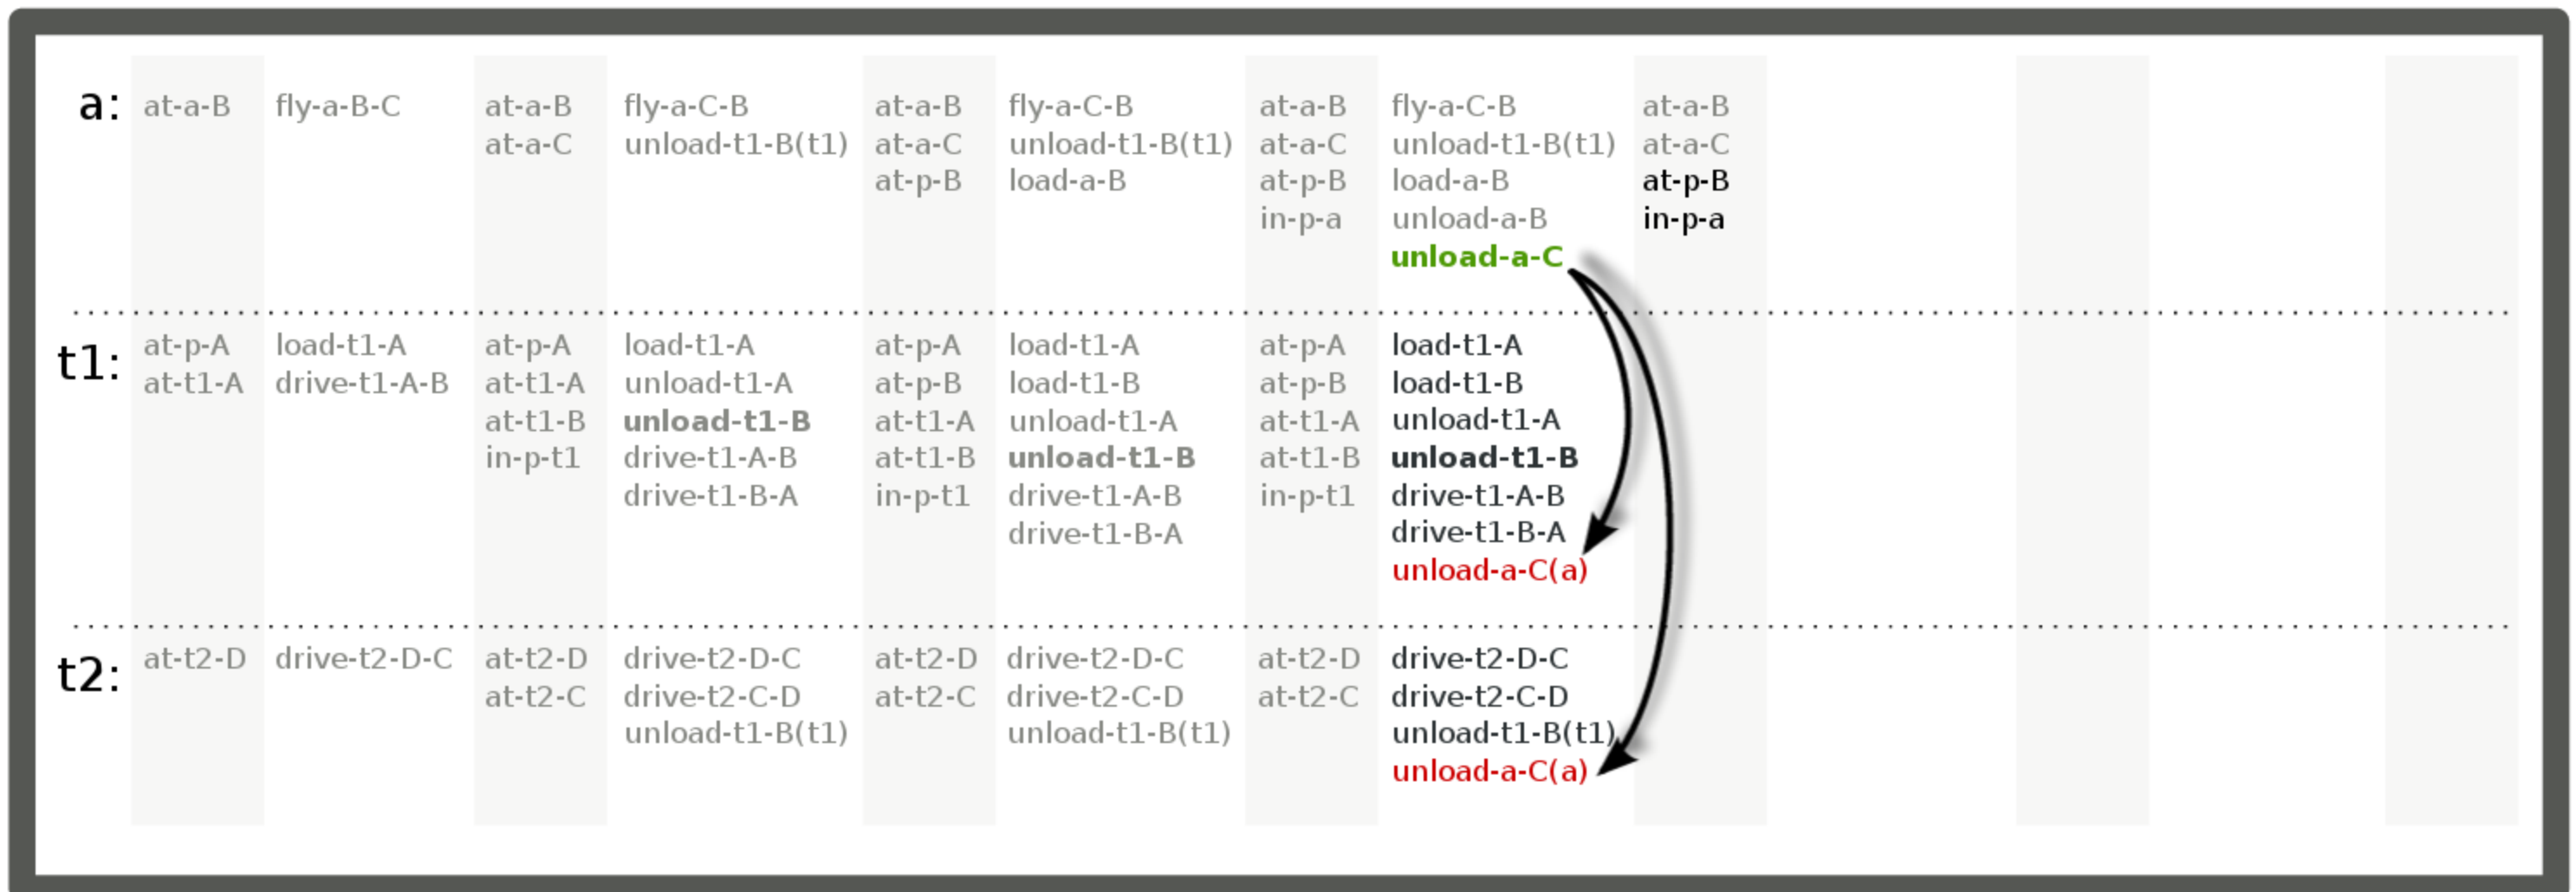 a: at-a-B fly-a-B-C at-a-B fly-a-C-B at-a-B fly-a-C-B at-a-B fly-a-C-B at-a-B
at-a-C unload-t1-B(t1) at-a-C unload-t1-B(t1) at-a-C unload-t1-B(t1) at-a-C
at-p-B load-a-B at-p-B load-a-B at-p-B
in-p-a unload-a-B in-p-a
unload-a-C
t1: at-p-A load-t1-A at-p-A load-t1-A at-p-A load-t1-A at-p-A load-t1-A
at-t1-A drive-t1-A-B at-t1-A unload-t1-A at-p-B load-t1-B at-p-B load-t1-B
at-t1-B unload-t1-B at-t1-A unload-t1-A at-t1-A unload-t1-A
in-p-t1 drive-t1-A-B at-t1-B unload-t1-B at-t1-B unload-t1-B
drive-t1-B-A in-p-t1 drive-t1-A-B in-p-t1 drive-t1-A-B
drive-t1-B-A drive-t1-B-A
unload-a-C(a)
t2: at-t2-D drive-t2-D-C at-t2-D drive-t2-D-C at-t2-D drive-t2-D-C at-t2-D drive-t2-D-C
at-t2-C drive-t2-C-D at-t2-C drive-t2-C-D at-t2-C drive-t2-C-D
unload-t1-B(t1) unload-t1-B(t1) unload-t1-B(t1)
unload-a-C(a)